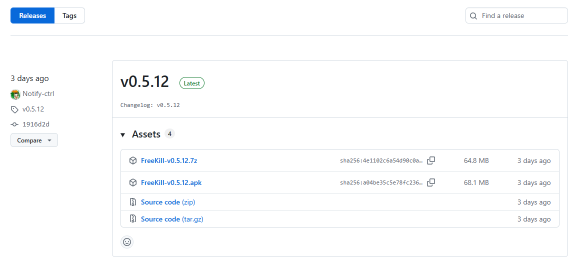 Releases Tags
Find a release
3 days ago
Notify-ctrl
v0.5.12
1916d2d
Compare
v0.5.12 Latest
Changelog: v0.5.12
Assets 4
FreeKill-v0.5.12.7z sha256:4e1102c6a54d90c0a… 64.8 MB 3 days ago
FreeKill-v0.5.12.apk sha256:a04be35c5e78fc236… 68.1 MB 3 days ago
Source code (zip) 3 days ago
Source code (tar.gz) 3 days ago